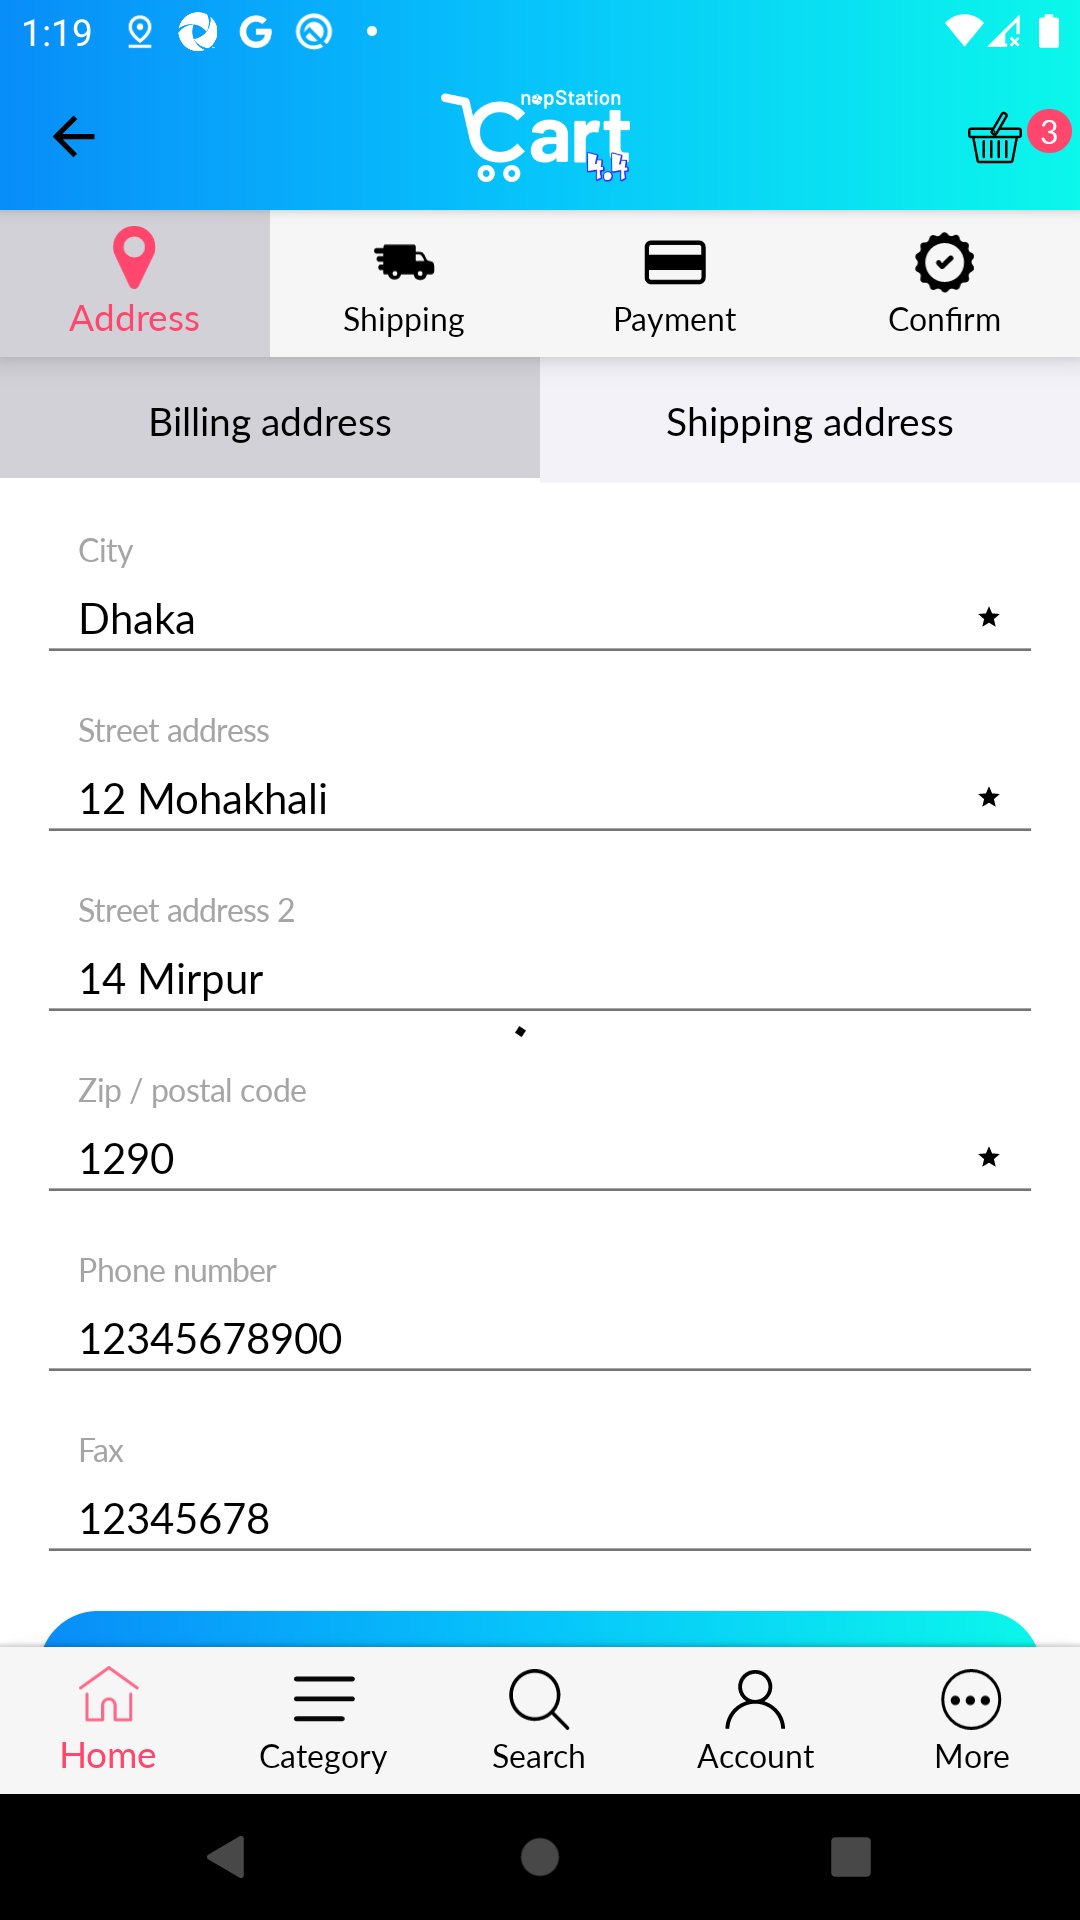 1:19
nopStation
Cart
4.4
3
Address
Shipping
Payment
Confirm
Billing address
Shipping address
City
Dhaka
Street address
12 Mohakhali
Street address 2
14 Mirpur
Zip / postal code
1290
Phone number
12345678900
Fax
12345678
Home
Category
Search
Account
More